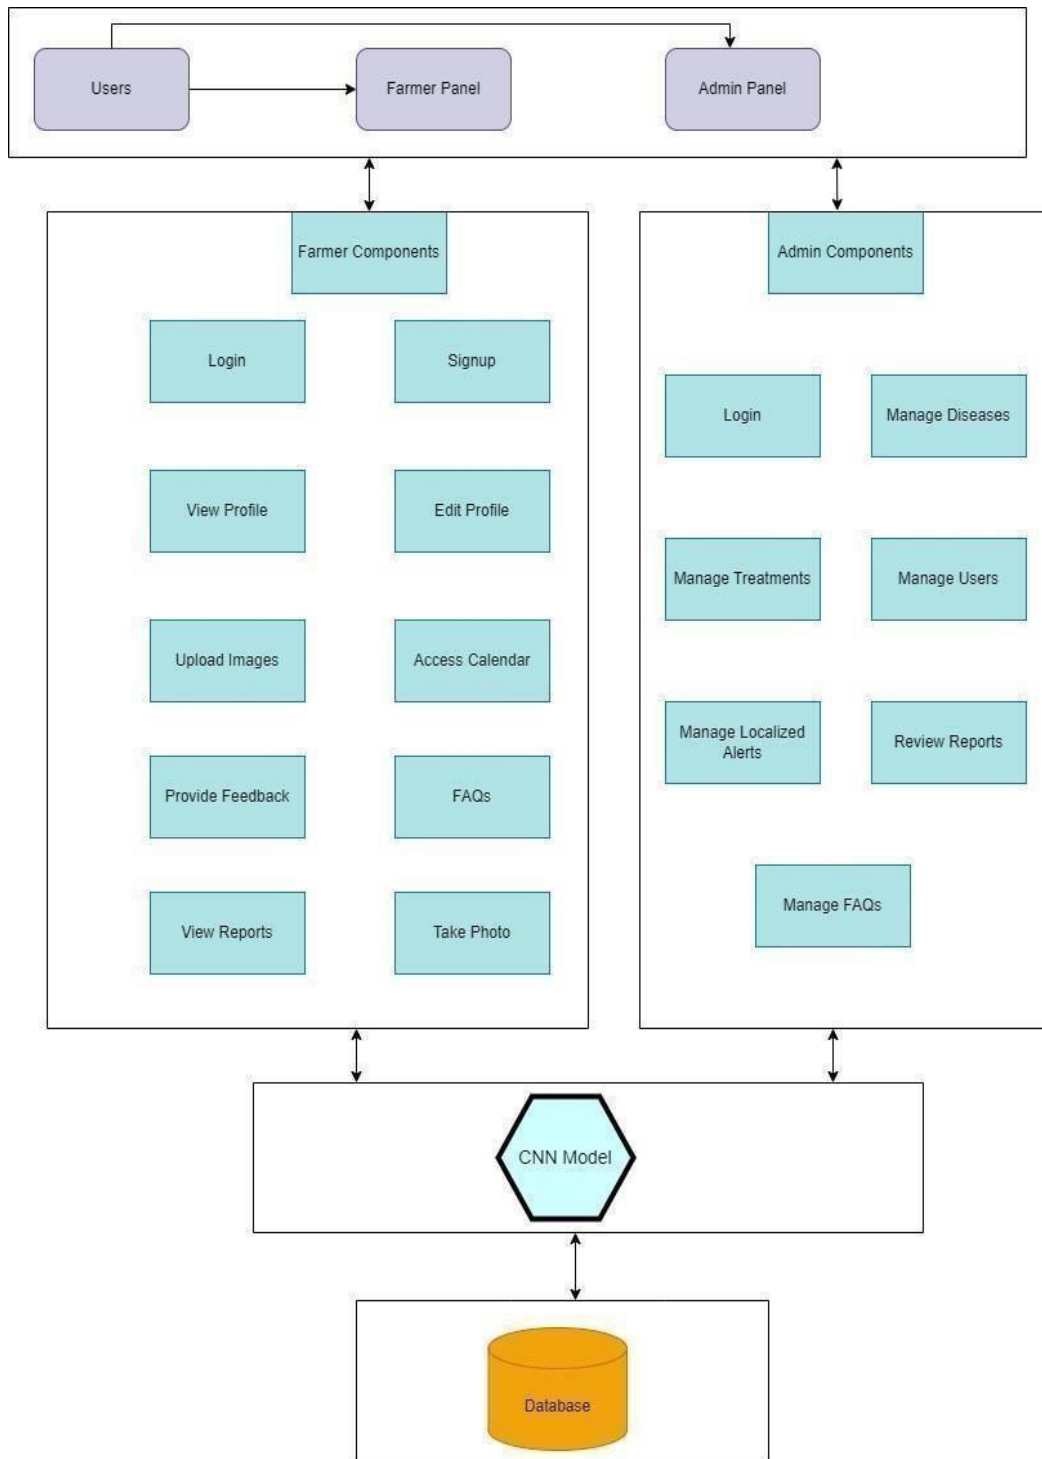 Users
Farmer Panel
Admin Panel
Farmer Components
Admin Components
Login
Signup
Login
Manage Diseases
View Profile
Edit Profile
Manage Treatments
Manage Users
Upload Images
Access Calendar
Manage Localized
Alerts
Review Reports
Provide Feedback
FAQs
Manage FAQs
View Reports
Take Photo
CNN Model
Database